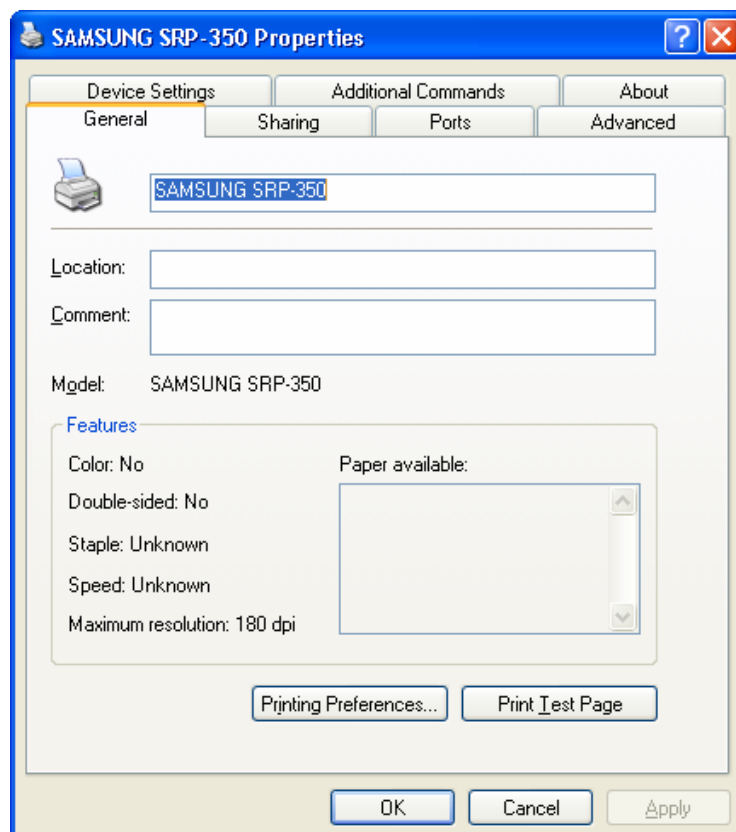 SAMSUNG SRP-350 Properties
?
Device Settings Additional Commands About
General Sharing Ports Advanced
SAMSUNG SRP-350
Location:
Comment:
Model: SAMSUNG SRP-350
Features
Color: No Paper available:
Double-sided: No
Staple: Unknown
Speed: Unknown
Maximum resolution: 180 dpi
Printing Preferences... Print Test Page
OK Cancel Apply